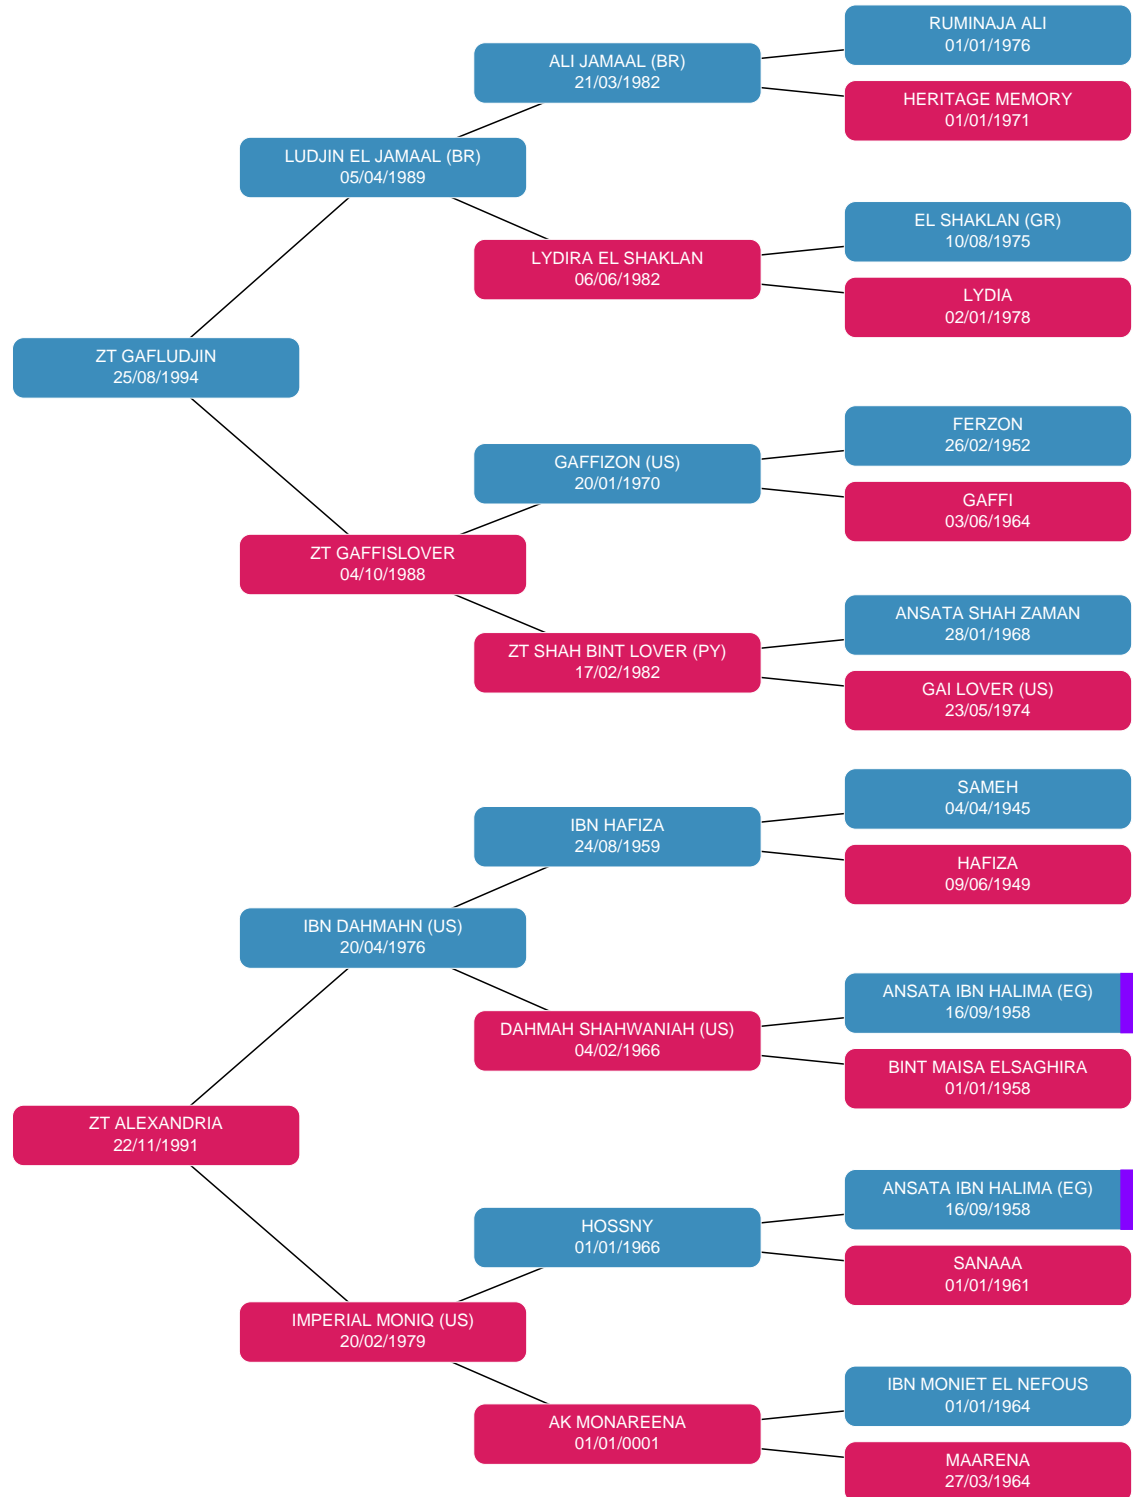 RUMINAJA ALI
01/01/1976
ALI JAMAAL (BR)
21/03/1982
HERITAGE MEMORY
01/01/1971
LUDJIN EL JAMAAL (BR)
05/04/1989
EL SHAKLAN (GR)
10/08/1975
LYDIRA EL SHAKLAN
06/06/1982
LYDIA
02/01/1978
ZT GAFLUDJIN
25/08/1994
FERZON
26/02/1952
GAFFIZON (US)
20/01/1970
GAFFI
03/06/1964
ZT GAFFISLOVER
04/10/1988
ANSATA SHAH ZAMAN
28/01/1968
ZT SHAH BINT LOVER (PY)
17/02/1982
GAI LOVER (US)
23/05/1974
SAMEH
04/04/1945
IBN HAFIZA
24/08/1959
HAFIZA
09/06/1949
IBN DAHMAHN (US)
20/04/1976
ANSATA IBN HALIMA (EG)
16/09/1958
DAHMAH SHAHWANIAH (US)
04/02/1966
BINT MAISA ELSAGHIRA
01/01/1958
ZT ALEXANDRIA
22/11/1991
ANSATA IBN HALIMA (EG)
16/09/1958
HOSSNY
01/01/1966
SANAAA
01/01/1961
IMPERIAL MONIQ (US)
20/02/1979
IBN MONIET EL NEFOUS
01/01/1964
AK MONAREENA
01/01/0001
MAARENA
27/03/1964